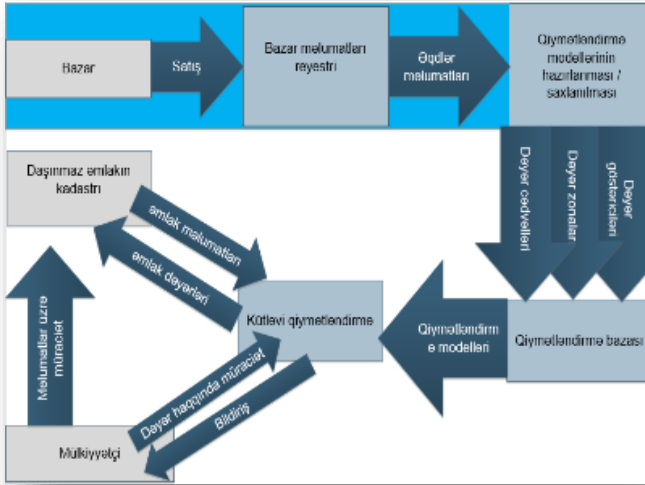 Bazar
Satış
Bazar məlumatları
reyestri
Əqdlər
məlumatları
Qiymətləndirmə
modellərinin
hazırlanması /
saxlanılması
Daşınmaz əmlakın
kadastrı
əmlak məlumatları
əmlak dəyərləri
Dəyər cədvəlləri
Dəyər zonaları
Dəyər
göstəriciləri
Məlumatlar üzrə
müraciət
Kütləvi qiymətləndirmə
Qiymətləndirm
ə modelləri
Qiymətləndirmə bazası
Dəyər haqqında müraciət
Bildiriş
Mülkiyyətçi